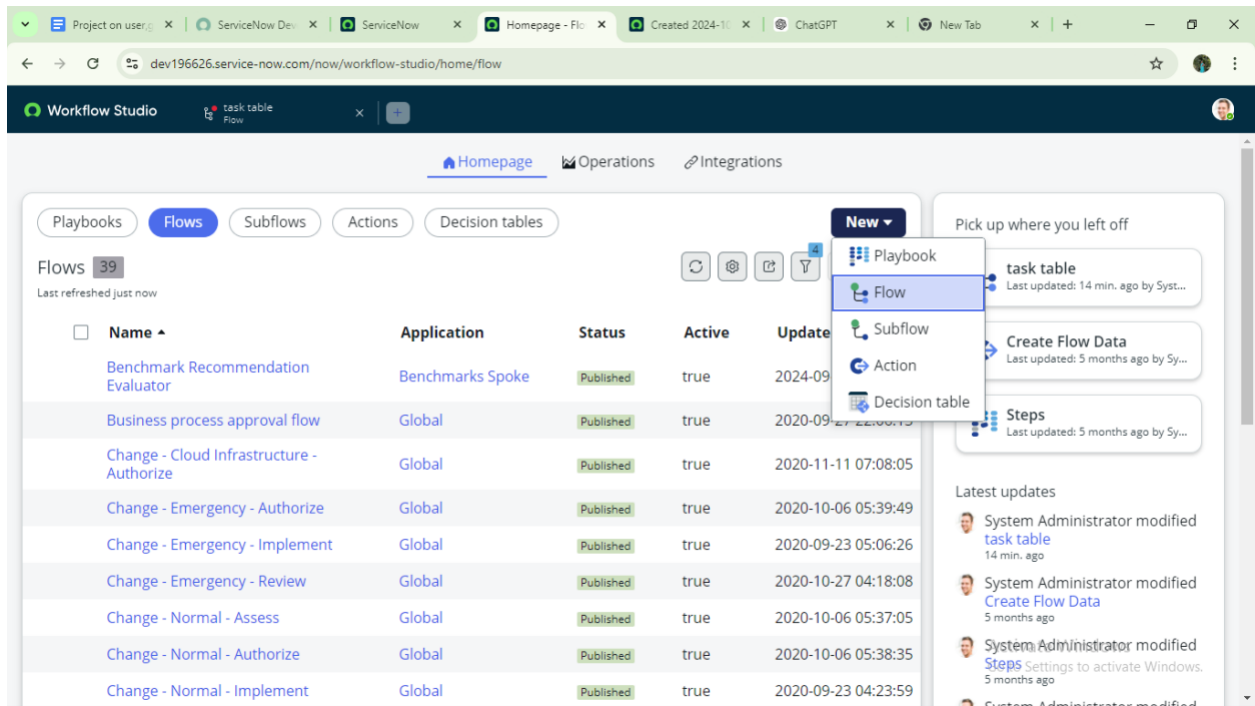 Project on user,g
ServiceNow Dev
ServiceNow
Homepage - Flo
Created 2024-10
ChatGPT
New Tab
dev196626.service-now.com/now/workflow-studio/home/flow
Workflow Studio
task table
Flow
Homepage
Operations
Integrations
Playbooks
Flows
Subflows
Actions
Decision tables
New
Playbook
Flow
Subflow
Action
Decision table
Flows 39
Last refreshed just now
4
Name Application Status Active Update
Benchmark Recommendation
Evaluator
Benchmarks Spoke Published true 2024-09
Business process approval flow Global Published true 2020-09-27 22:06:15
Change - Cloud Infrastructure -
Authorize
Global Published true 2020-11-11 07:08:05
Change - Emergency - Authorize Global Published true 2020-10-06 05:39:49
Change - Emergency - Implement Global Published true 2020-09-23 05:06:26
Change - Emergency - Review Global Published true 2020-10-27 04:18:08
Change - Normal - Assess Global Published true 2020-10-06 05:37:05
Change - Normal - Authorize Global Published true 2020-10-06 05:38:35
Change - Normal - Implement Global Published true 2020-09-23 04:23:59
Pick up where you left off
task table
Last updated: 14 min. ago by Syst...
Create Flow Data
Last updated: 5 months ago by Sy...
Steps
Last updated: 5 months ago by Sy...
Latest updates
System Administrator modified
task table
14 min. ago
System Administrator modified
Create Flow Data
5 months ago
System Administrator modified
Steps
Settings to activate Windows.
5 months ago
System Administrator modified